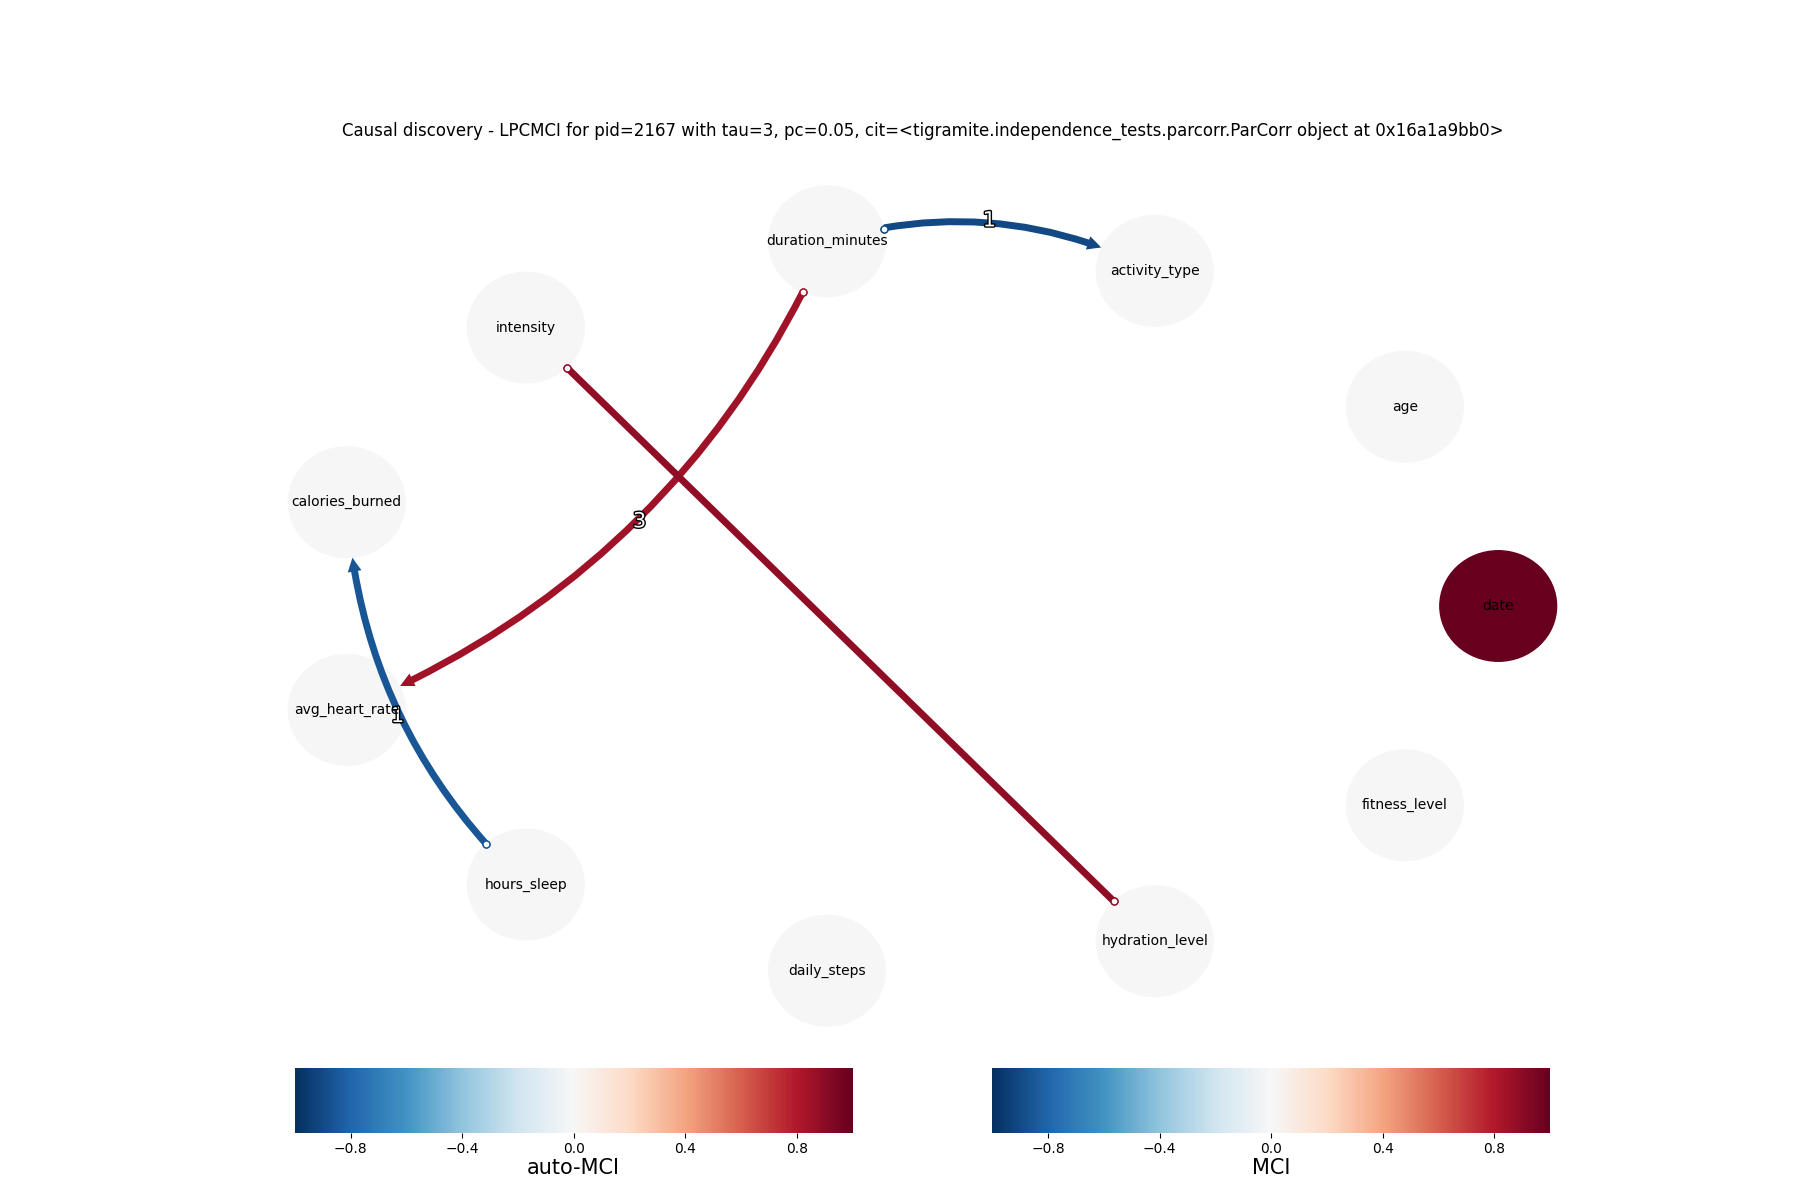 Causal discovery - LPCMCI for pid=2167 with tau=3, pc=0.05, cit=<tigramite.independence_tests.parcorr.ParCorr object at 0x16a1a9bb0>
1
duration_minutes
activity_type
intensity
age
calories_burned
3
date
avg_heart_rate
1
fitness_level
hours_sleep
hydration_level
daily_steps
−0.8 −0.4 0.0 0.4 0.8
auto-MCI
−0.8 −0.4 0.0 0.4 0.8
MCI